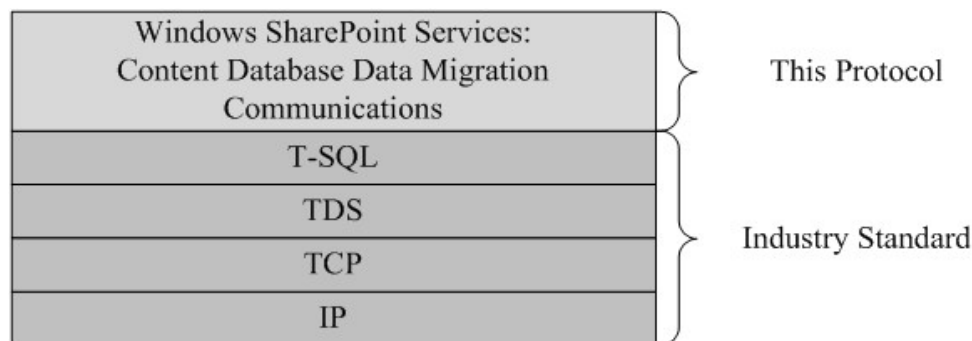 Windows SharePoint Services:
Content Database Data Migration
Communications
This Protocol
T-SQL
TDS
TCP
IP
Industry Standard